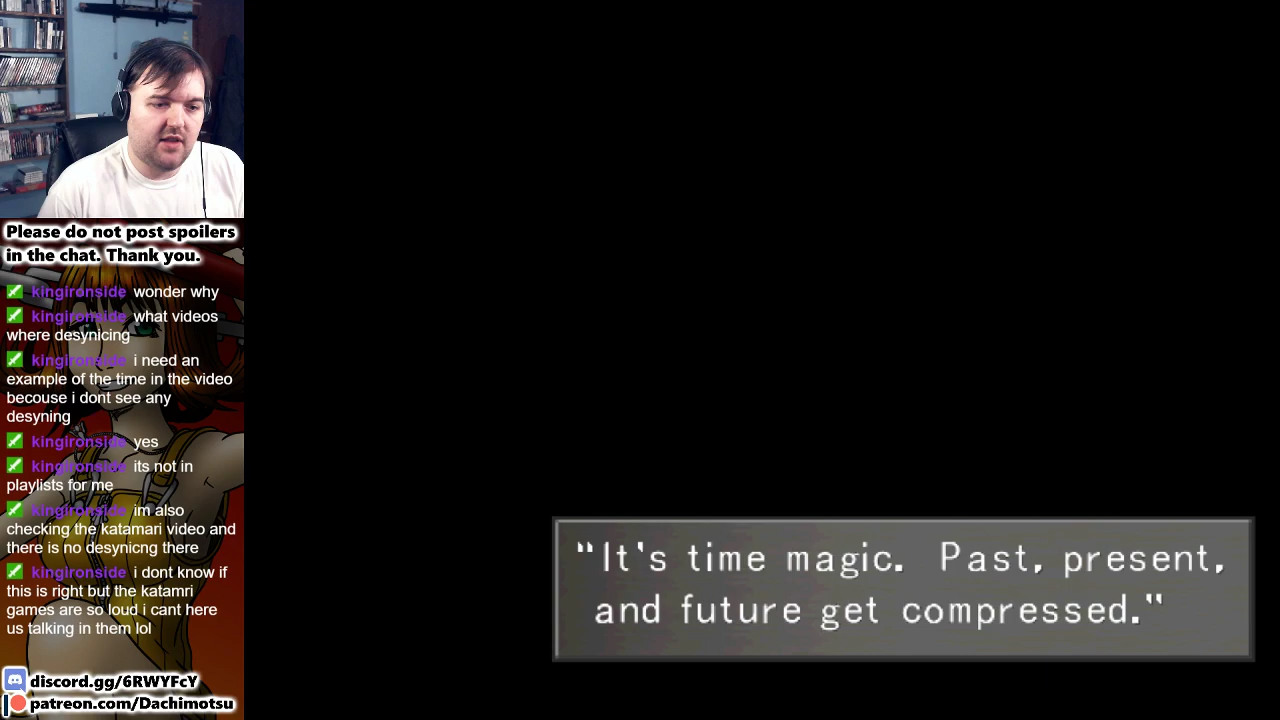 Please do not post spoilers
in the chat. Thank you.
kingironside wonder why
kingironside what videos
where desynicing
kingironside i need an
example of the time in the video
becouse i dont see any
desyning
kingironside yes
kingironside its not in
playlists for me
kingironside im also
checking the katamari video and
there is no desynicng there
kingironside i dont know if
this is right but the katamri
games are so loud i cant here
us talking in them lol
discord.gg/6RWYFcY
patreon.com/Dachimotsu
“It's time magic. Past, present,
and future get compressed.”